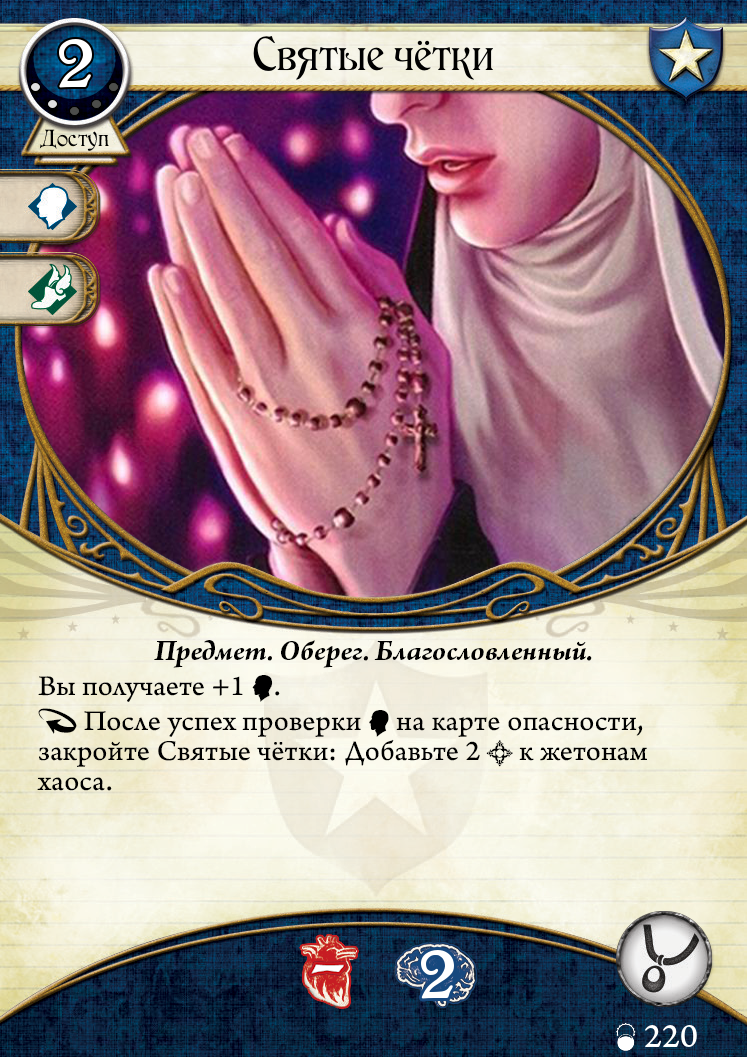 2
Святые чётки
Доступ
Предмет. Оберег. Благословленный.
Вы получаете +1 .
После успех проверки на карте опасности,
закройте Святые чётки: Добавьте 2 к жетонам
хаоса.
– 2
220